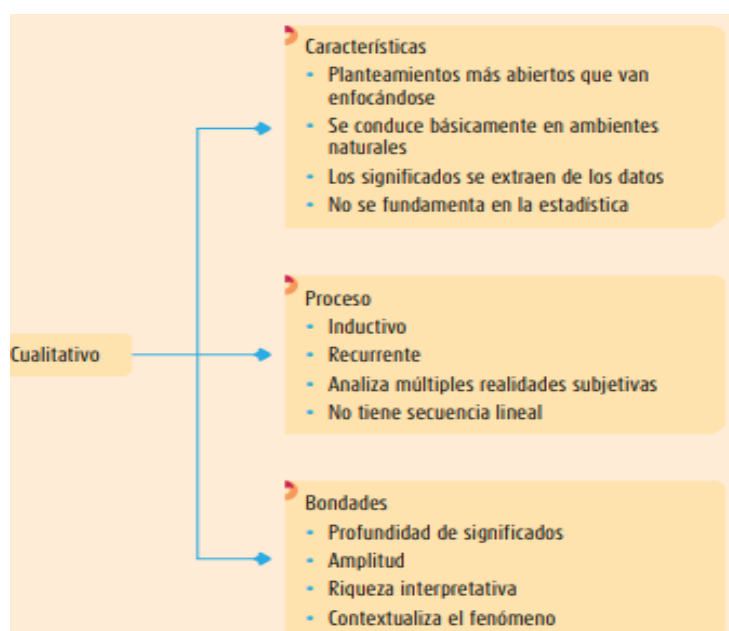 Características
• Planteamientos más abiertos que van
enfocándose
• Se conduce básicamente en ambientes
naturales
• Los significados se extraen de los datos
• No se fundamenta en la estadística
Cualitativo
Proceso
• Inductivo
• Recurrente
• Analiza múltiples realidades subjetivas
• No tiene secuencia lineal
Bondades
• Profundidad de significados
• Amplitud
• Riqueza interpretativa
• Contextualiza el fenómeno